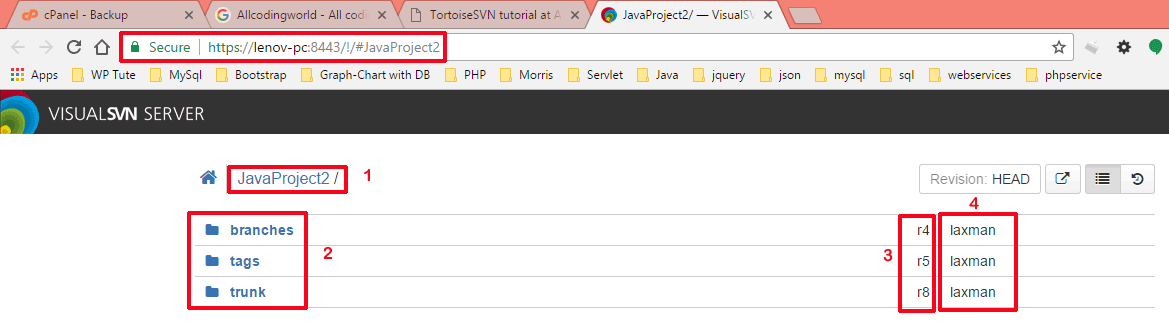 cPanel - Backup Allcodingworld - All codin TortoiseSVN tutorial at A JavaProject2/ — VisualSV
Secure https://lenov-pc:8443/!/#JavaProject2
Apps WP Tute MySql Bootstrap Graph-Chart with DB PHP Morris Servlet Java jquery json mysql sql webservices phpservice
VISUALSVN SERVER
JavaProject2 / 1 Revision: HEAD
4
branches r4 laxman
2 3
tags r5 laxman
trunk r8 laxman